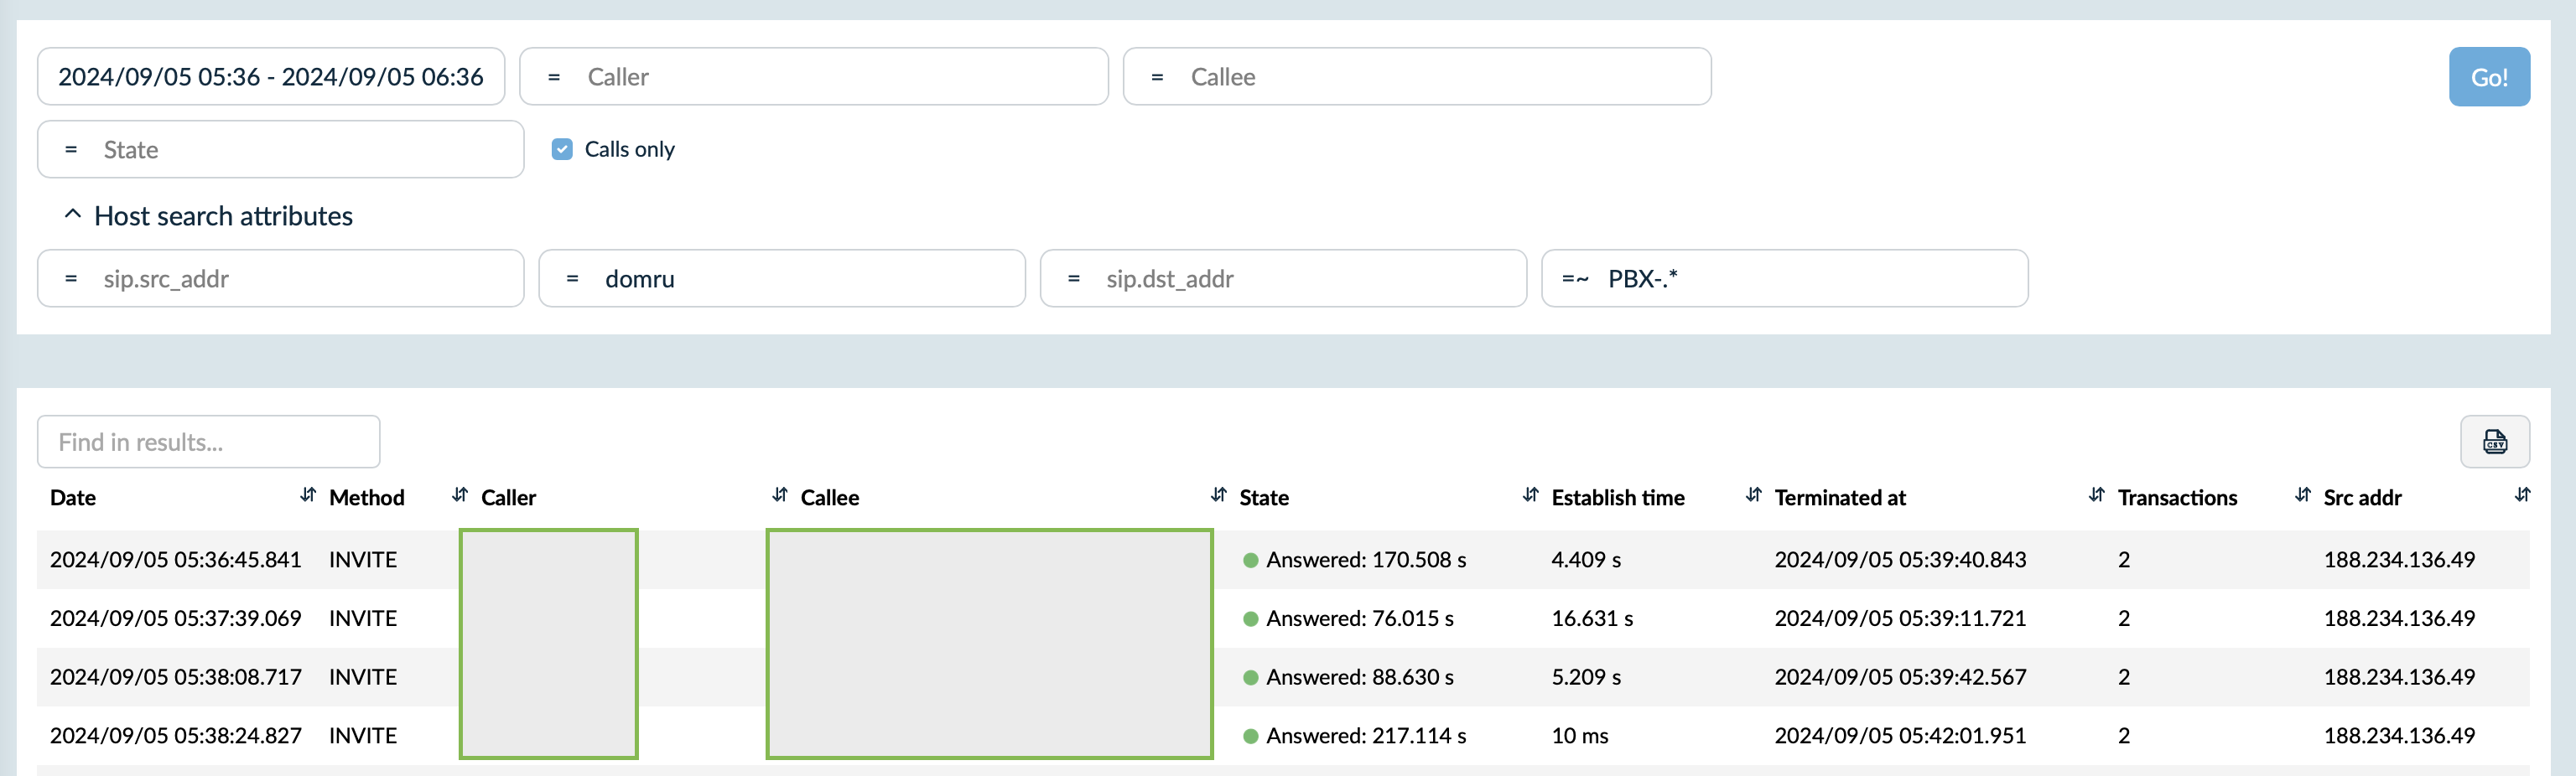 2024/09/05 05:36 - 2024/09/05 06:36 = Caller = Callee Go!
= State Calls only
Host search attributes
= sip.src_addr = domru = sip.dst_addr =~ PBX-.*
Find in results... CSV
Date Method Caller Callee State Establish time Terminated at Transactions Src addr
2024/09/05 05:36:45.841 INVITE Answered: 170.508 s 4.409 s 2024/09/05 05:39:40.843 2 188.234.136.49
2024/09/05 05:37:39.069 INVITE Answered: 76.015 s 16.631 s 2024/09/05 05:39:11.721 2 188.234.136.49
2024/09/05 05:38:08.717 INVITE Answered: 88.630 s 5.209 s 2024/09/05 05:39:42.567 2 188.234.136.49
2024/09/05 05:38:24.827 INVITE Answered: 217.114 s 10 ms 2024/09/05 05:42:01.951 2 188.234.136.49